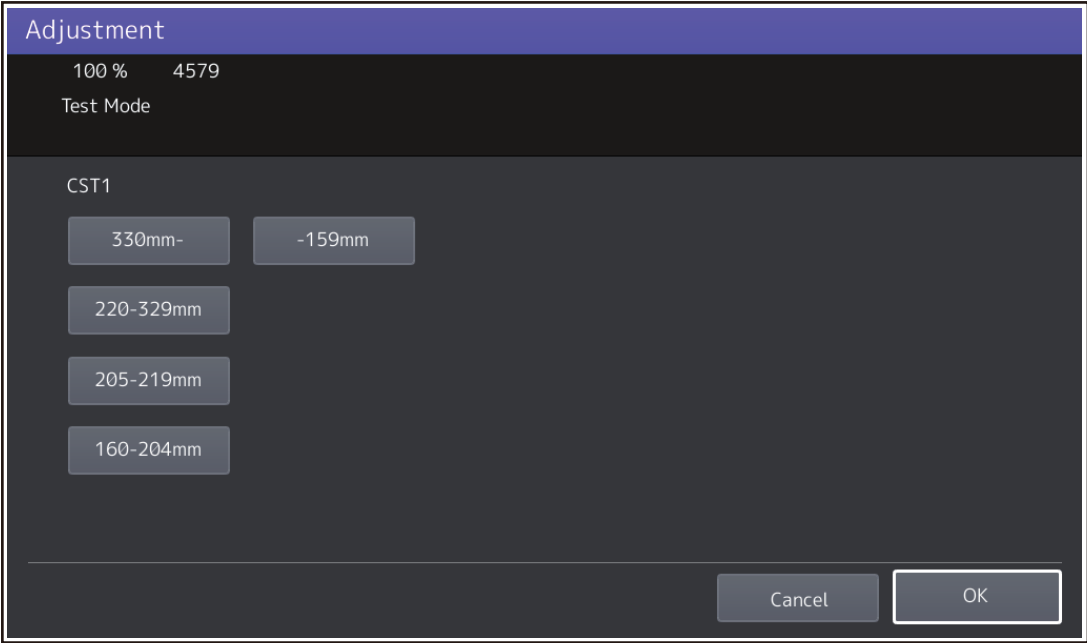 Adjustment
100 % 4579
Test Mode
CST1
330mm- -159mm
220-329mm
205-219mm
160-204mm
Cancel OK